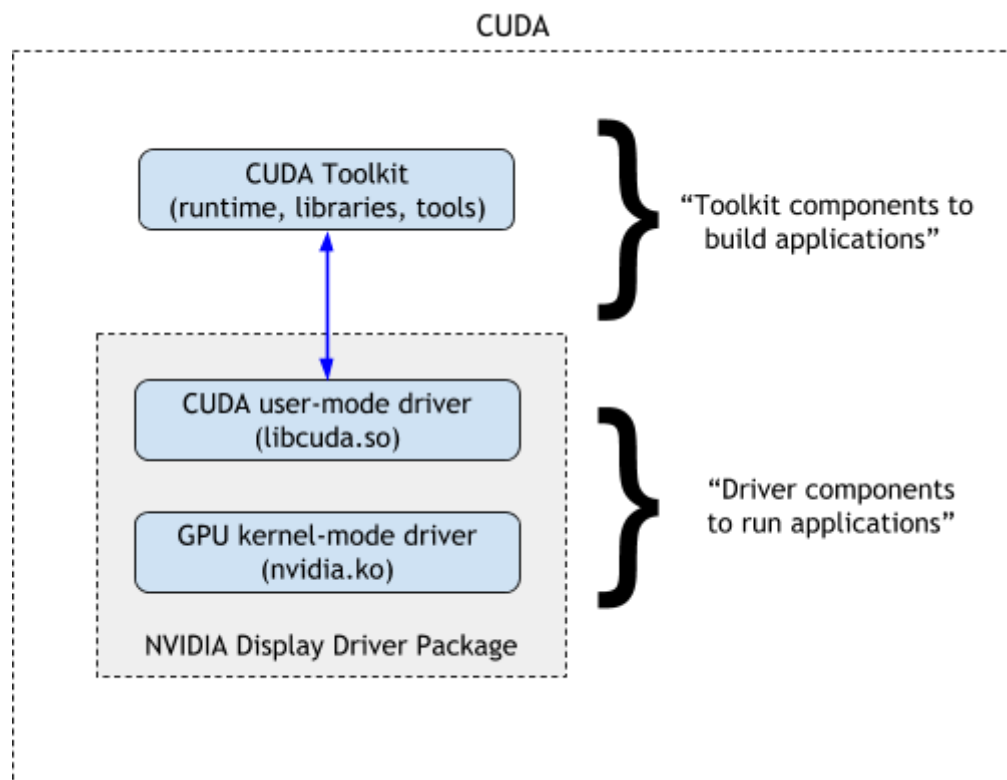 CUDA
CUDA Toolkit
(runtime, libraries, tools)
“Toolkit components to
build applications”
CUDA user-mode driver
(libcuda.so)
GPU kernel-mode driver
(nvidia.ko)
NVIDIA Display Driver Package
“Driver components
to run applications”